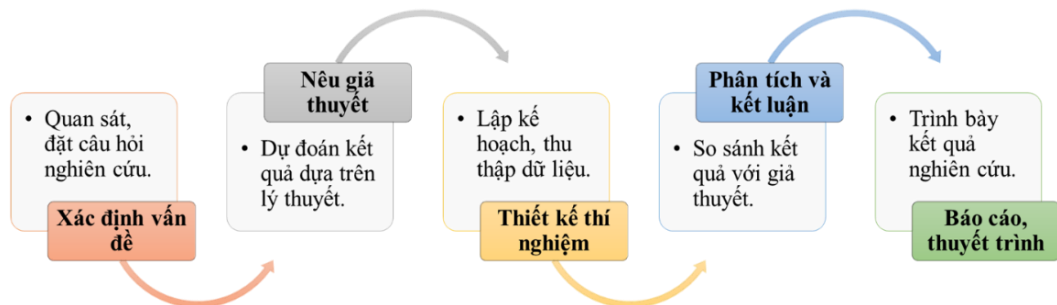 • Quan sát,
đặt câu hỏi
nghiên cứu.
Xác định vấn
đề
Nêu giả
thuyết
• Dự đoán kết
quả dựa trên
lý thuyết.
• Lập kế
hoạch, thu
thập dữ liệu.
Thiết kế thí
nghiệm
Phân tích và
kết luận
• So sánh kết
quả với giả
thuyết.
• Trình bày
kết quả
nghiên cứu.
Báo cáo,
thuyết trình